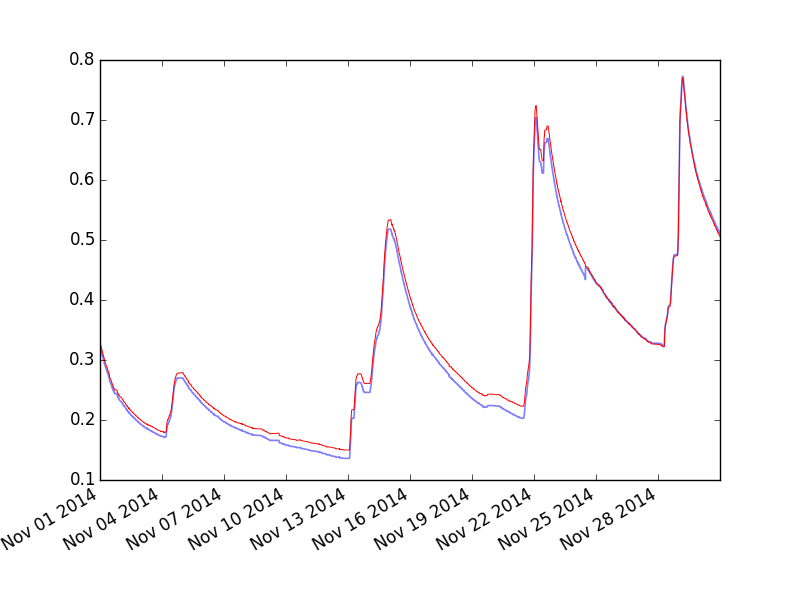 0.8
0.7
0.6
0.5
0.4
0.3
0.2
0.1
Nov 01 2014
Nov 04 2014
Nov 07 2014
Nov 10 2014
Nov 13 2014
Nov 16 2014
Nov 19 2014
Nov 22 2014
Nov 25 2014
Nov 28 2014